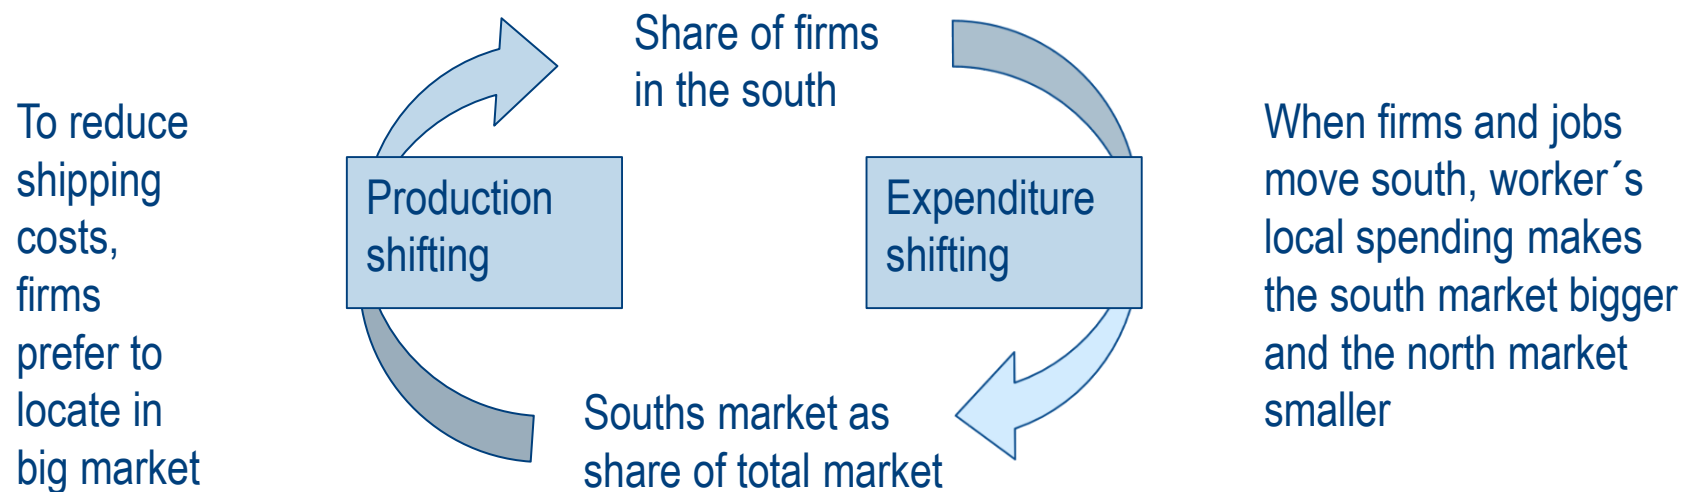 To reduce
shipping
costs,
firms
prefer to
locate in
big market
Production
shifting
Share of firms
in the south
Souths market as
share of total market
Expenditure
shifting
When firms and jobs
move south, worker´s
local spending makes
the south market bigger
and the north market
smaller